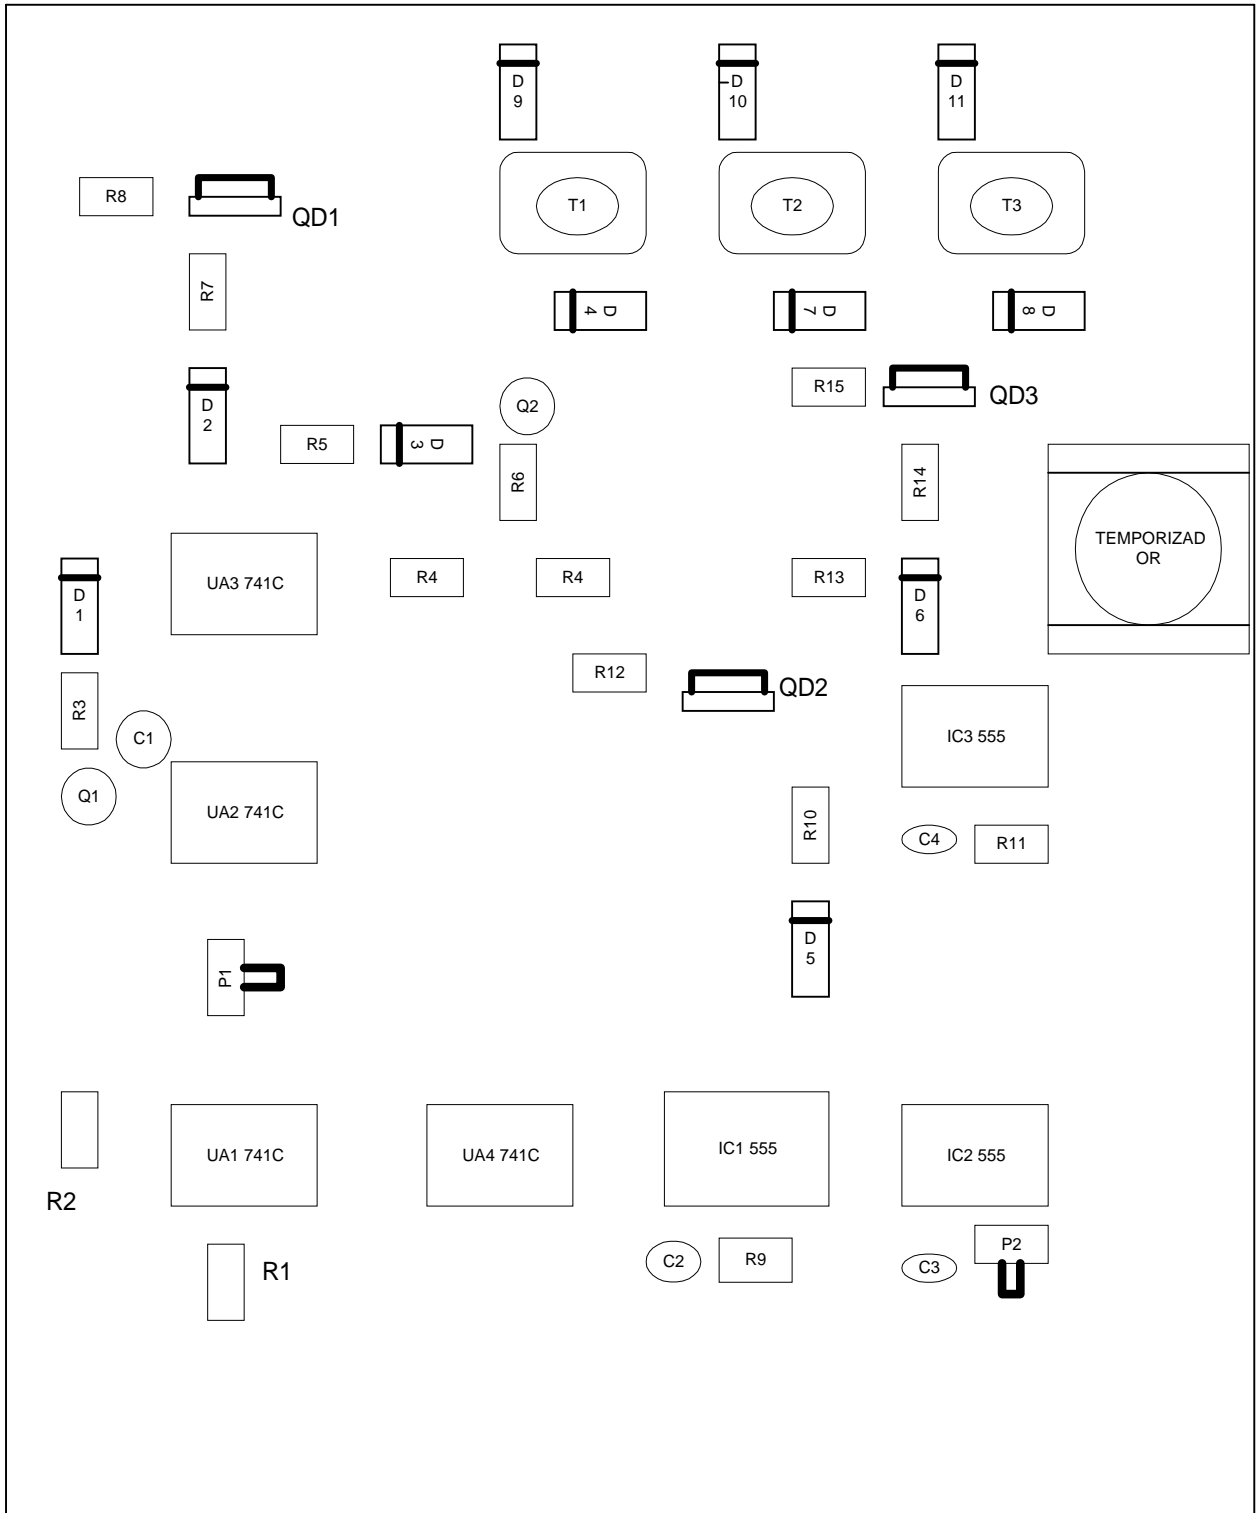 D D D
9 10 11
R8 T1 T2 T3
QD1
R7
4 D 7 D 8 D
R15 QD3
D Q2
2 R5 3 D
R6 R14
TEMPORIZAD
OR
UA3 741C R4 R4 R13
D D
1 6
R12 QD2
R3
C1 IC3 555
Q1
UA2 741C R10 C4 R11
D
5
P1
UA1 741C UA4 741C IC1 555 IC2 555
R2
P2
C2 R9 C3
R1